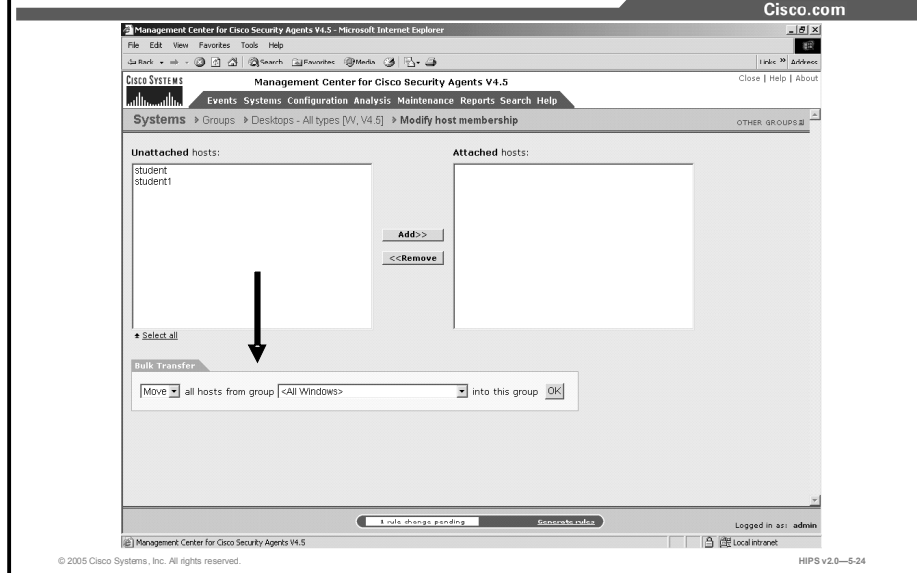 Cisco.com
Management Center for Cisco Security Agents V4.5 - Microsoft Internet Explorer
File Edit View Favorites Tools Help
Back Search Favorites Media Links » Address
CISCO SYSTEMS
Management Center for Cisco Security Agents V4.5
Close | Help | About
Events Systems Configuration Analysis Maintenance Reports Search Help
Systems Groups Desktops - All types [W, V4.5] Modify host membership
OTHER GROUPS
Unattached hosts:
Attached hosts:
student
student1
Add>>
<<Remove
Select all
Bulk Transfer
Move all hosts from group <All Windows> into this group OK
1 rule change pending Generate rules
Logged in as: admin
Management Center for Cisco Security Agents V4.5
Local intranet
© 2005 Cisco Systems, Inc. All rights reserved.
HIPS v2.0—5-24